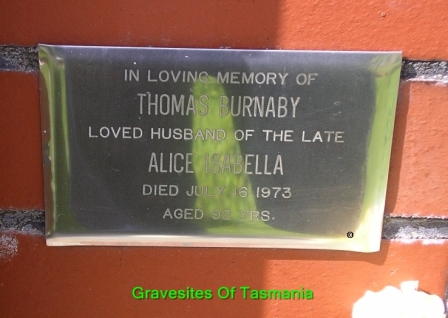 IN LOVING MEMORY OF
THOMAS BURNABY
LOVED HUSBAND OF THE LATE
ALICE ISABELLA
DIED JULY 16 1973
AGED YRS.
Gravesites Of Tasmania